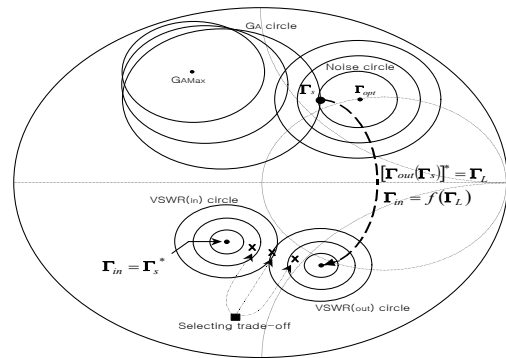 GA circle
Noise circle
GAMax
Γs
Γopt
[Γout(Γs)]* = ΓL
Γin = f(ΓL)
VSWR(in) circle
Γin = Γs*
VSWR(out) circle
Selecting trade-off